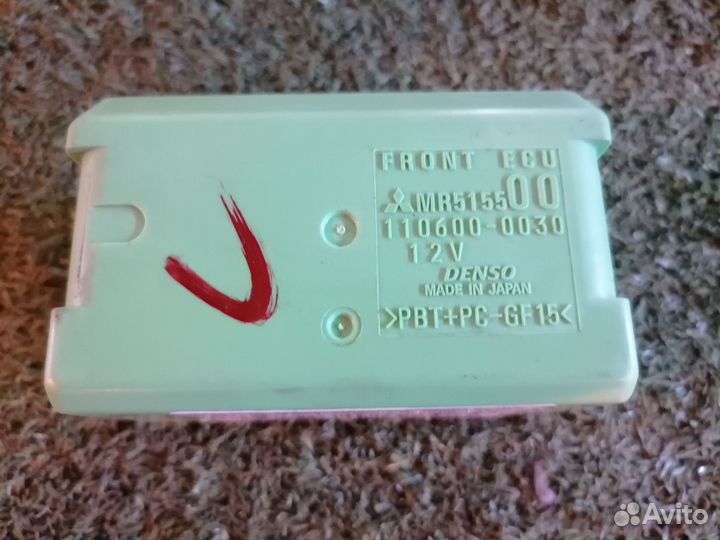 FRONT ECU
MR515500
110600-0030
12V
DENSO
MADE IN JAPAN
>PBT+PC-GF15<
Avito